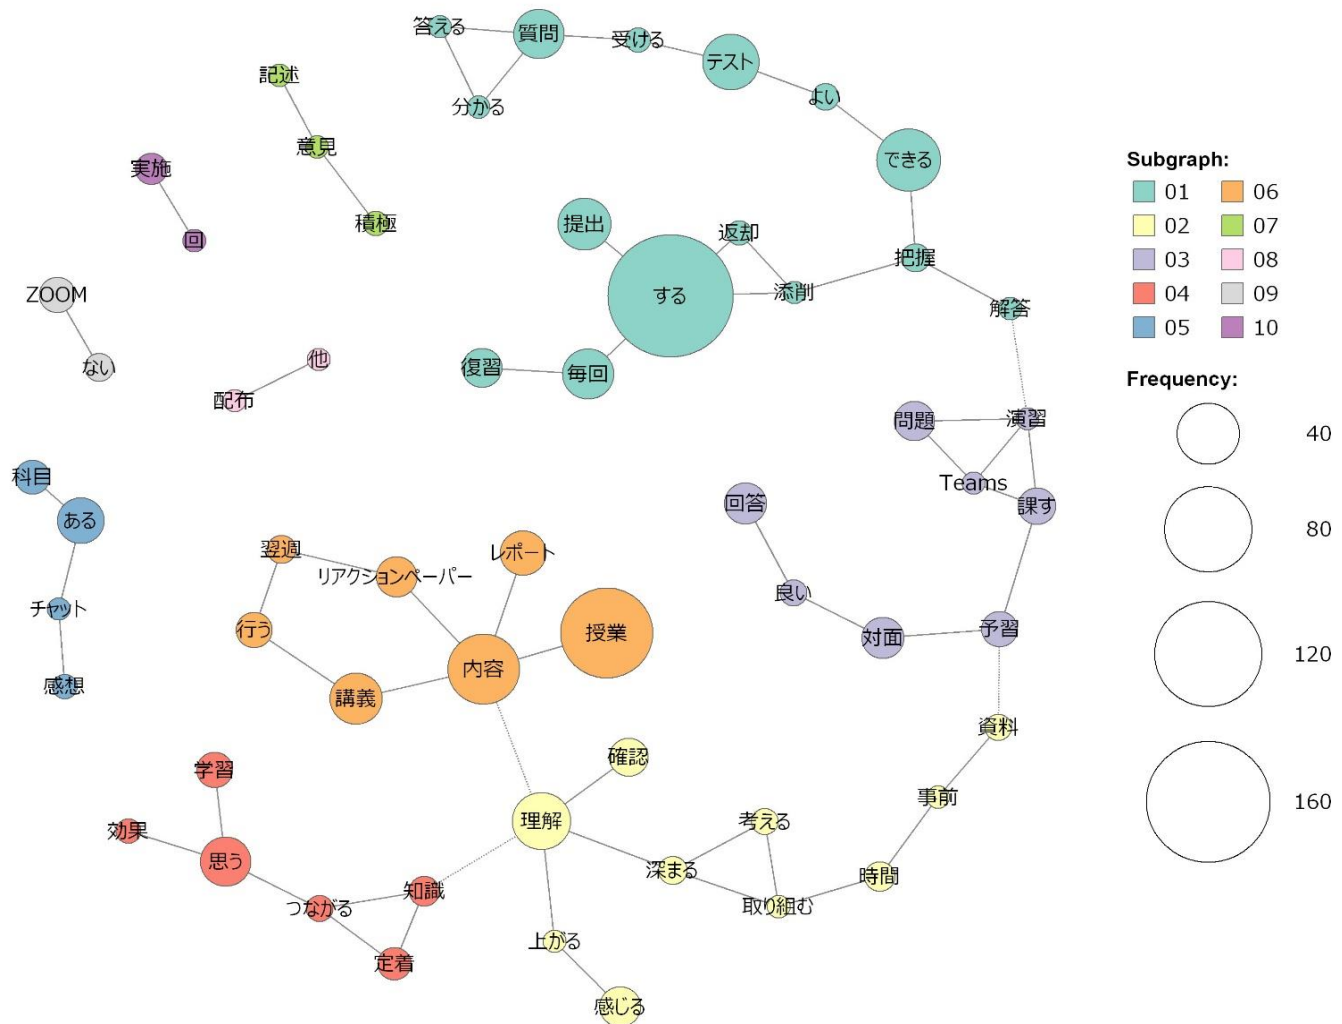 答える
質問
受ける
テスト
分かる
よい
できる
記述
意見
積極
実施
回
提出
返却
する
添削
把握
解答
復習
毎回
ZOOM
ない
他
配布
問題
演習
Teams
課す
回答
良い
対面
予習
科目
ある
チャット
感想
翌週
リアクションペーパー
レポート
行う
授業
内容
講義
資料
事前
時間
確認
理解
考える
深まる
取り組む
上がる
感じる
学習
効果
思う
つながる
知識
定着
Subgraph:
01 06
02 07
03 08
04 09
05 10
Frequency:
40
80
120
160